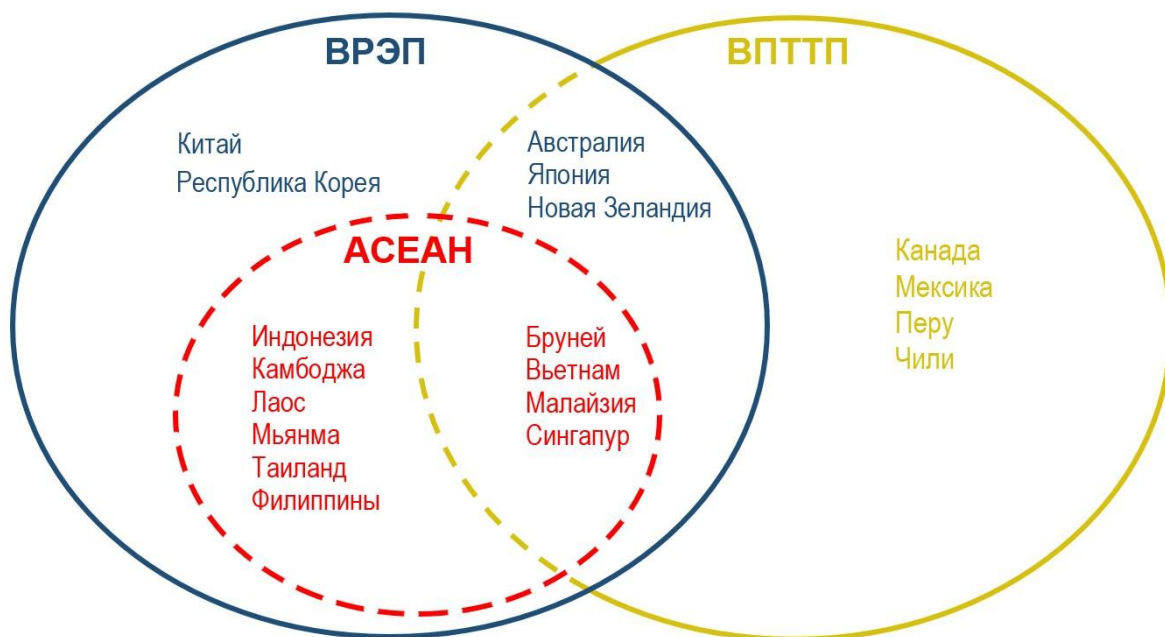 ВРЭП
ВПТТП
Китай
Республика Корея
Австралия
Япония
Новая Зеландия
АСЕАН
Индонезия
Камбоджа
Лаос
Мьянма
Таиланд
Филиппины
Бруней
Вьетнам
Малайзия
Сингапур
Канада
Мексика
Перу
Чили